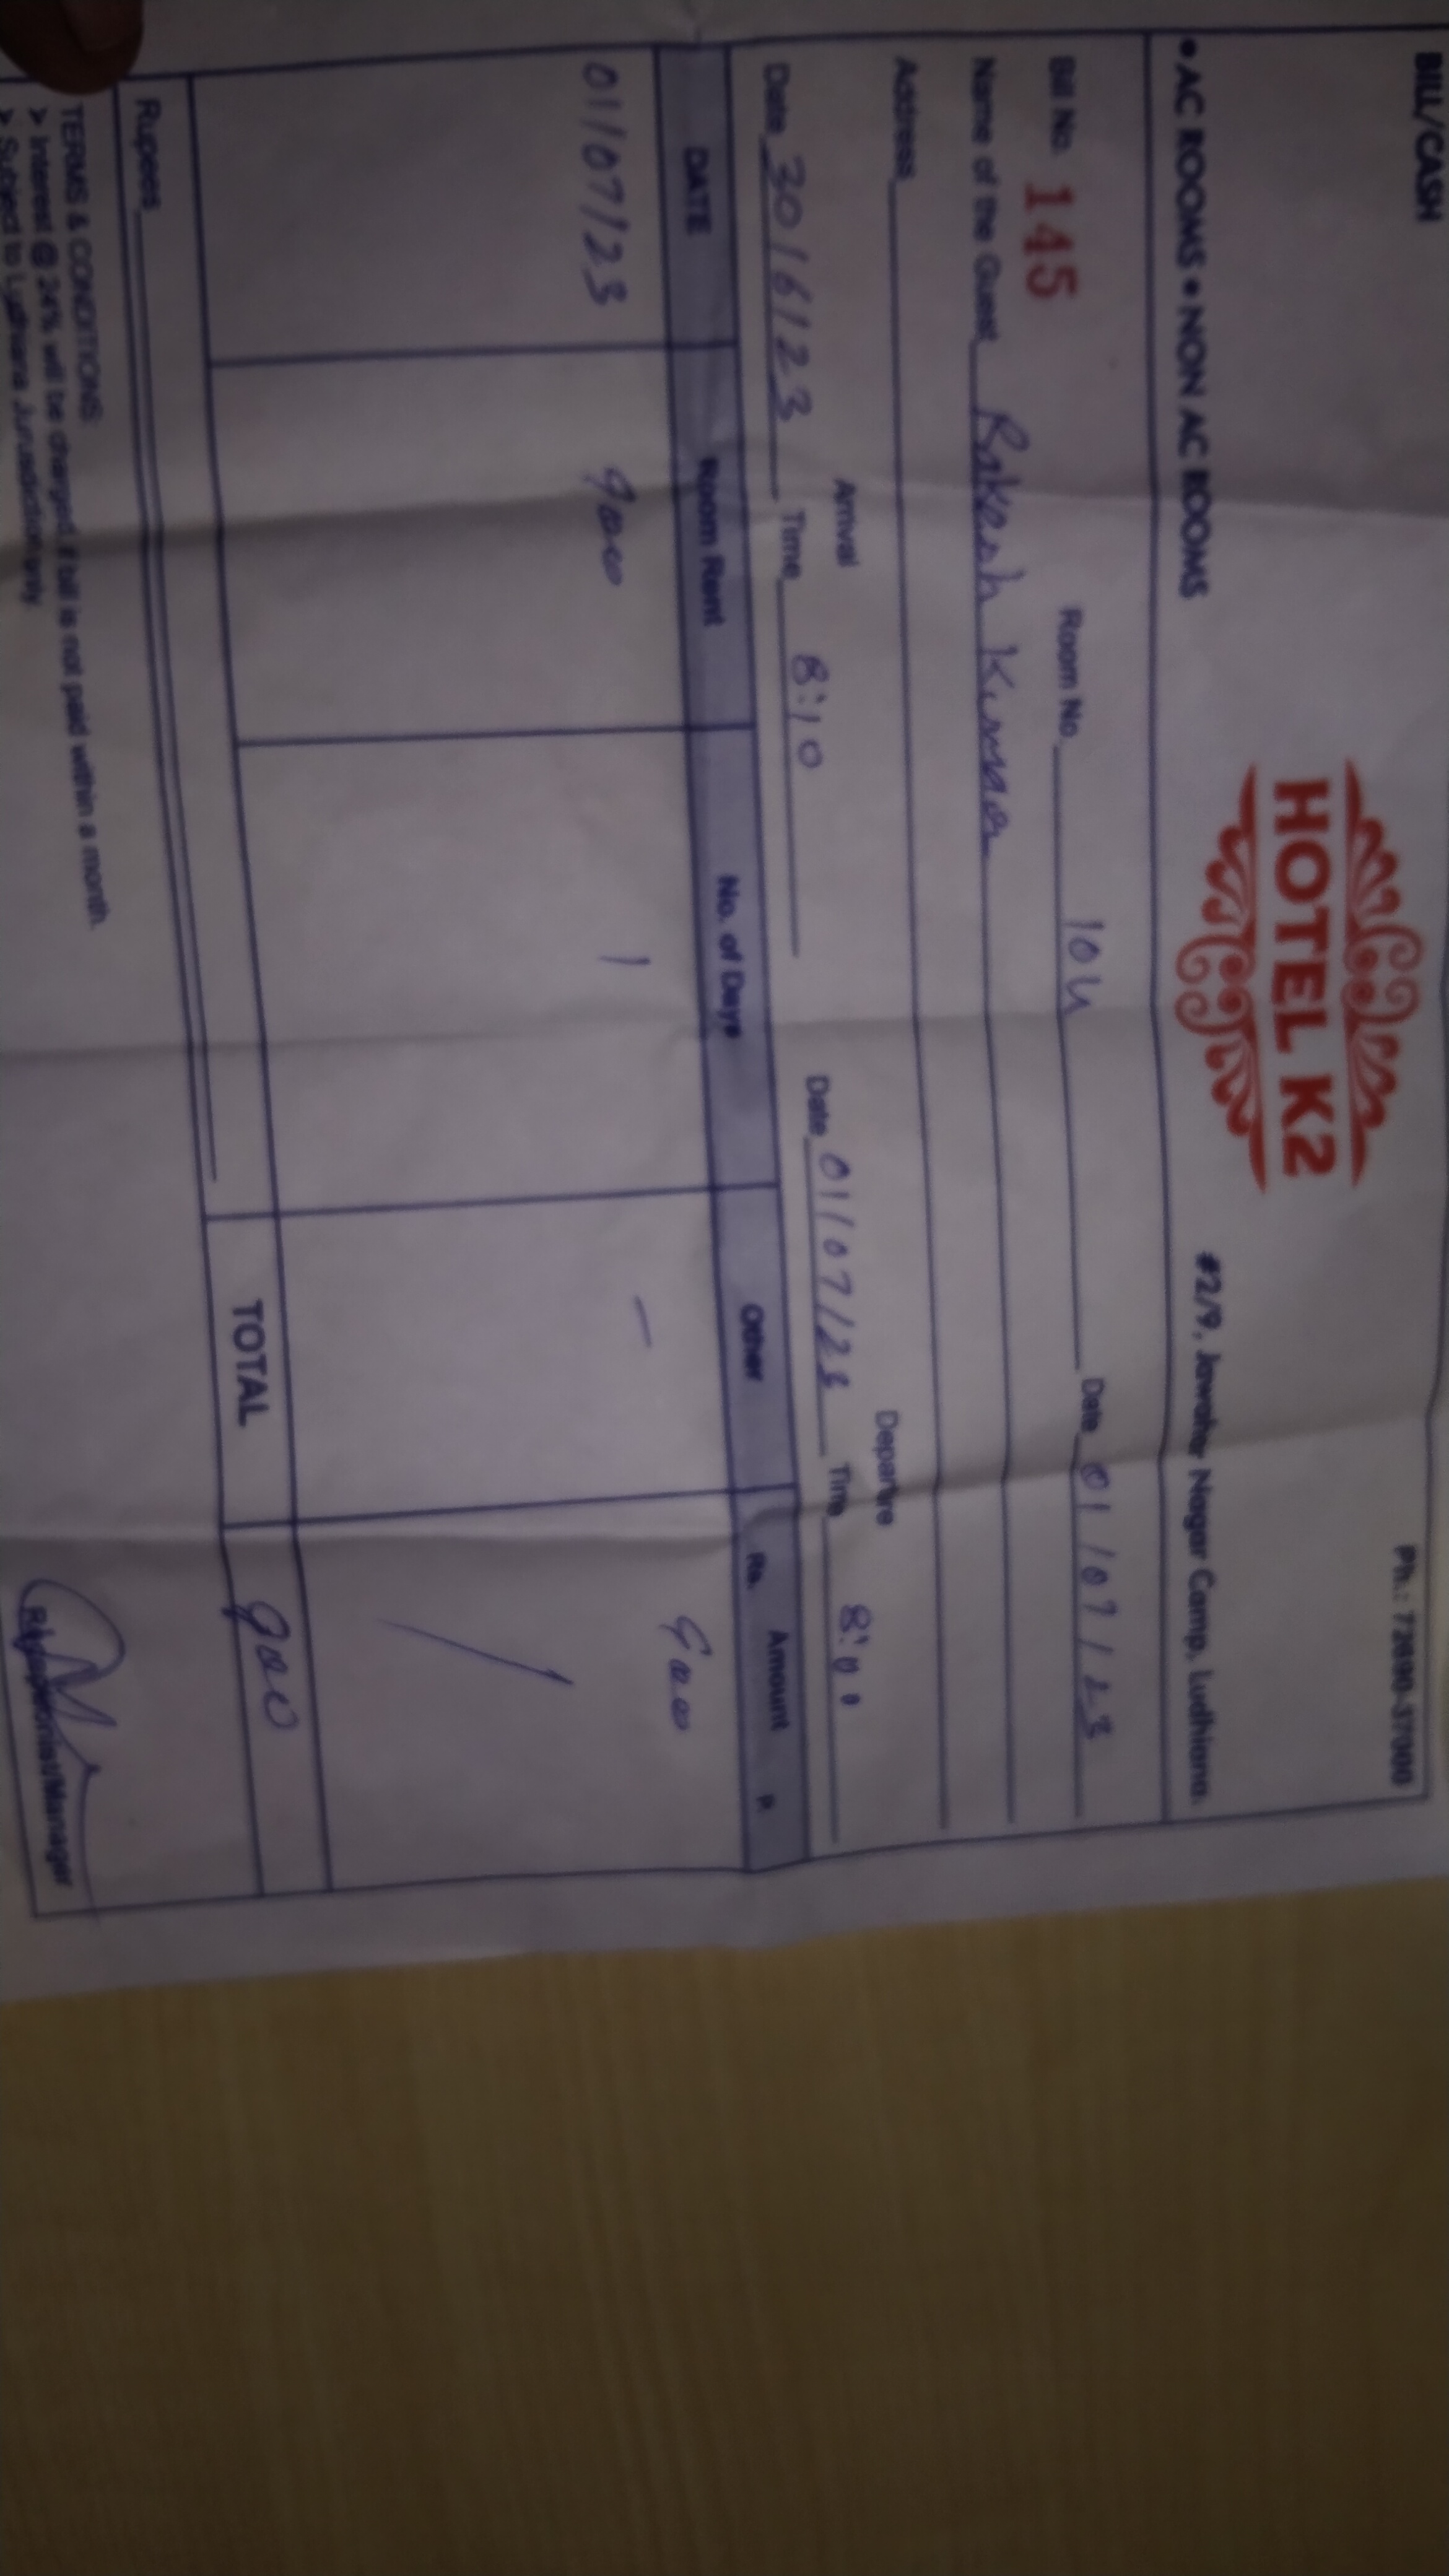 BILL/CASH
Ph.: 72890-37000
HOTEL K2
• AC ROOMS • NON AC ROOMS
#2/9, Jawahar Nagar Camp, Ludhiana.
Bill No. 145 Room No. 104 Date 01/07/23
Name of the Guest Rakesh Kumar
Address
Arrival Departure
Date 30/6/23 Time 8:10 Date 01/07/23 Time 8:00
DATE Room Rent No. of Days Other Amount
Rs. P.
01/07/23 900 1 — 900
TOTAL 900
Rupees
TERMS & CONDITIONS:
> Interest @ 24% will be charged if bill is not paid within a month.
> Subject to Ludhiana Jurisdiction only.
Manager